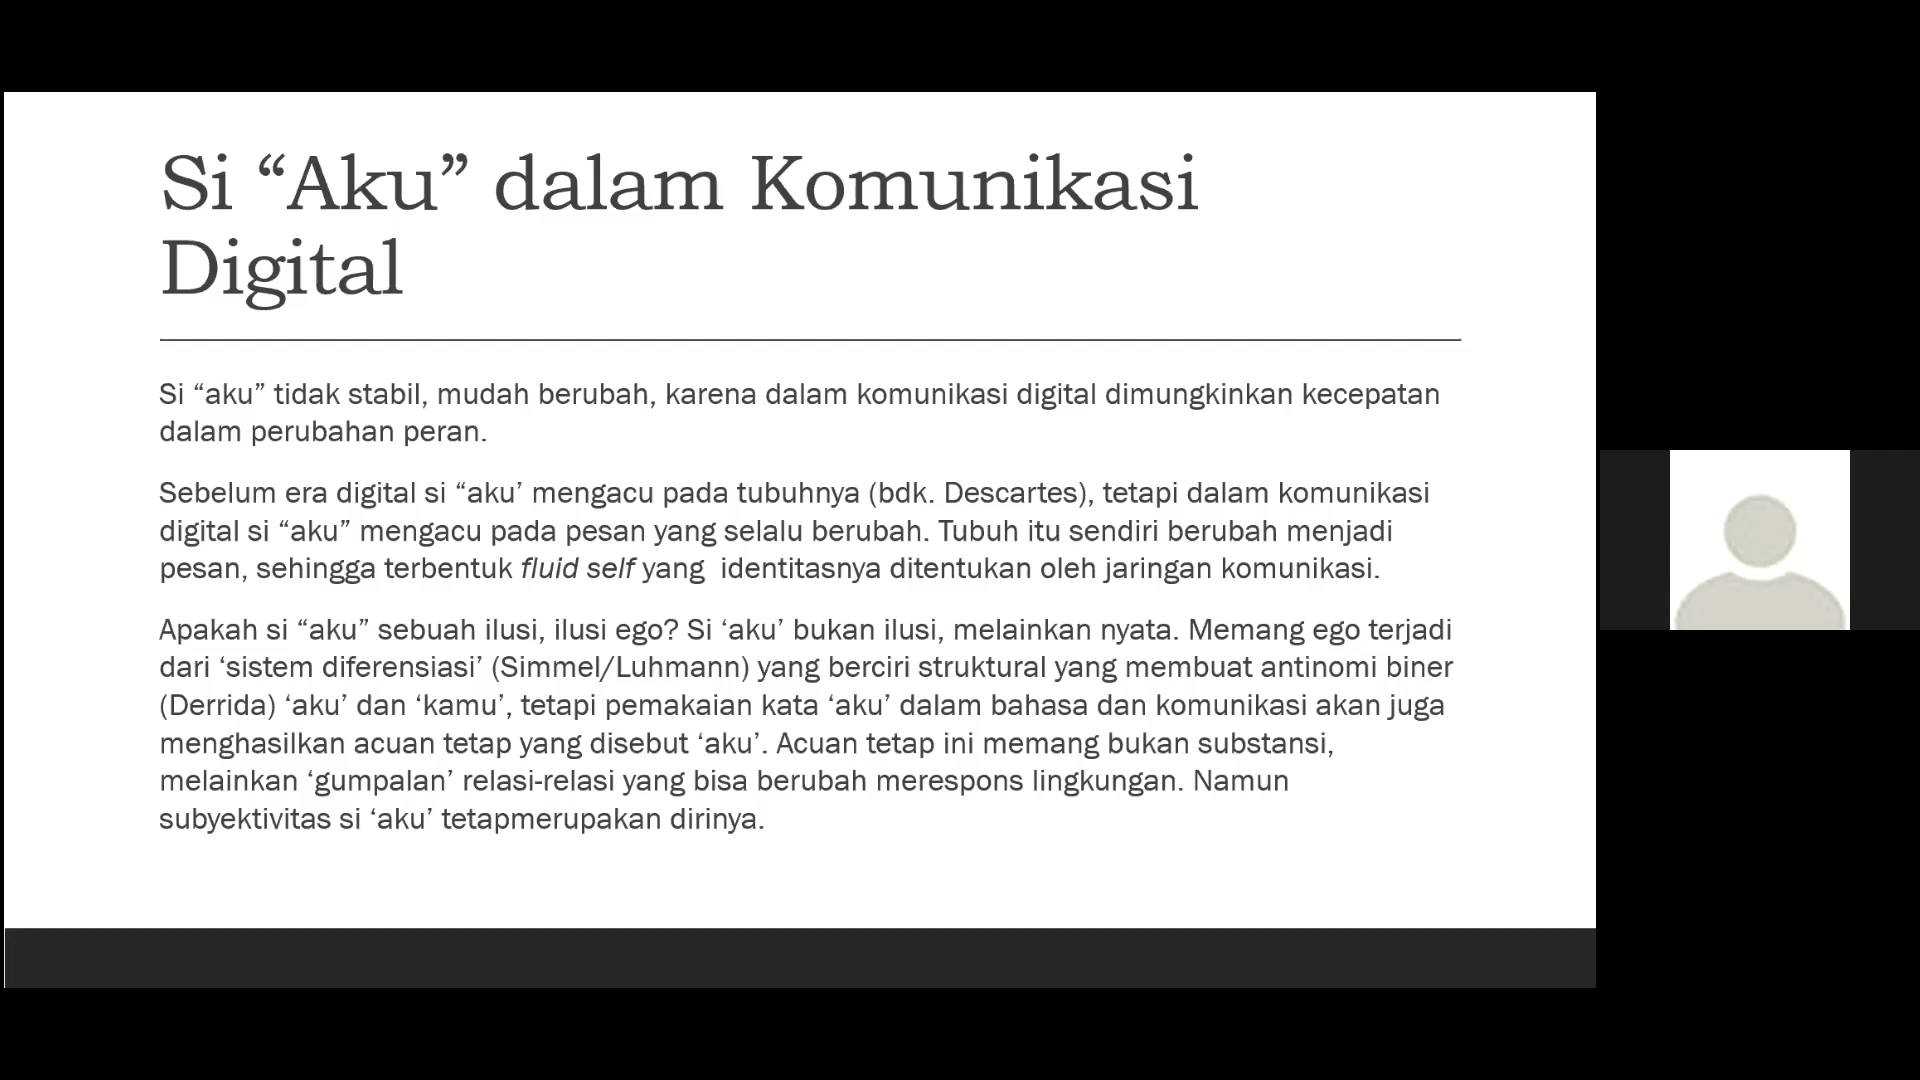 Si “Aku” dalam Komunikasi
Digital
Si “aku” tidak stabil, mudah berubah, karena dalam komunikasi digital dimungkinkan kecepatan
dalam perubahan peran.
Sebelum era digital si “aku’ mengacu pada tubuhnya (bdk. Descartes), tetapi dalam komunikasi
digital si “aku” mengacu pada pesan yang selalu berubah. Tubuh itu sendiri berubah menjadi
pesan, sehingga terbentuk fluid self yang  identitasnya ditentukan oleh jaringan komunikasi.
Apakah si “aku” sebuah ilusi, ilusi ego? Si ‘aku’ bukan ilusi, melainkan nyata. Memang ego terjadi
dari ‘sistem diferensiasi’ (Simmel/Luhmann) yang berciri struktural yang membuat antinomi biner
(Derrida) ‘aku’ dan ‘kamu’, tetapi pemakaian kata ‘aku’ dalam bahasa dan komunikasi akan juga
menghasilkan acuan tetap yang disebut ‘aku’. Acuan tetap ini memang bukan substansi,
melainkan ‘gumpalan’ relasi-relasi yang bisa berubah merespons lingkungan. Namun
subyektivitas si ‘aku’ tetapmerupakan dirinya.